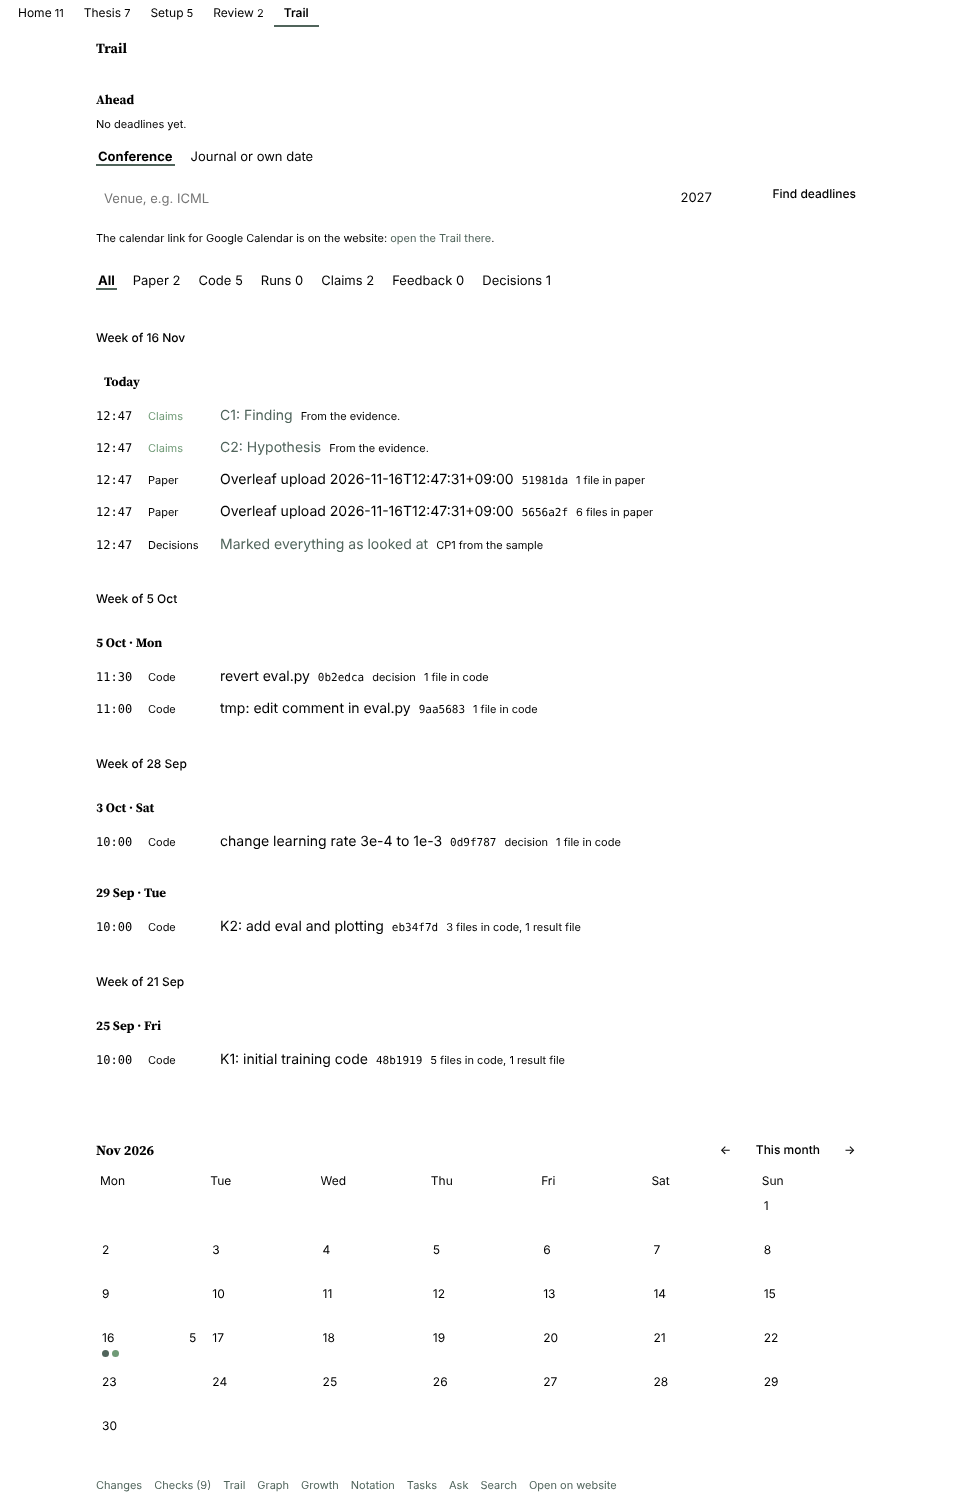 Home 11 Thesis 7 Setup 5 Review 2 Trail
Trail
Ahead
No deadlines yet.
Conference Journal or own date
Venue, e.g. ICML 2027 Find deadlines
The calendar link for Google Calendar is on the website: open the Trail there.
All Paper 2 Code 5 Runs 0 Claims 2 Feedback 0 Decisions 1
Week of 16 Nov
Today
12:47 Claims C1: Finding From the evidence.
12:47 Claims C2: Hypothesis From the evidence.
12:47 Paper Overleaf upload 2026-11-16T12:47:31+09:00 51981da 1 file in paper
12:47 Paper Overleaf upload 2026-11-16T12:47:31+09:00 5656a2f 6 files in paper
12:47 Decisions Marked everything as looked at CP1 from the sample
Week of 5 Oct
5 Oct · Mon
11:30 Code revert eval.py 0b2edca decision 1 file in code
11:00 Code tmp: edit comment in eval.py 9aa5683 1 file in code
Week of 28 Sep
3 Oct · Sat
10:00 Code change learning rate 3e-4 to 1e-3 0d9f787 decision 1 file in code
29 Sep · Tue
10:00 Code K2: add eval and plotting eb34f7d 3 files in code, 1 result file
Week of 21 Sep
25 Sep · Fri
10:00 Code K1: initial training code 48b1919 5 files in code, 1 result file
Nov 2026 ← This month →
Mon Tue Wed Thu Fri Sat Sun
1
2 3 4 5 6 7 8
9 10 11 12 13 14 15
16 5 17 18 19 20 21 22
23 24 25 26 27 28 29
30
Changes Checks (9) Trail Graph Growth Notation Tasks Ask Search Open on website